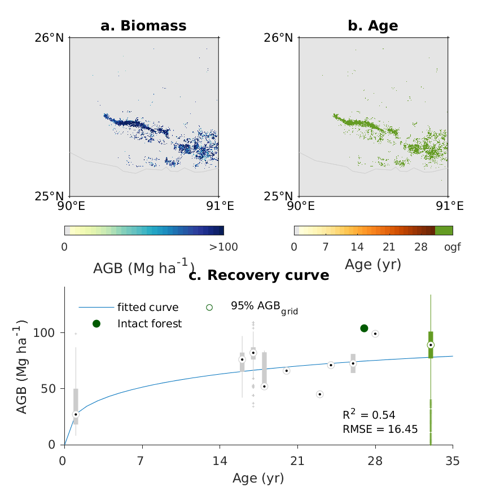 a. Biomass
b. Age
26°N
26°N
25°N
25°N
90°E
91°E
90°E
91°E
0
>100
0
7
14
21
28
ogf
AGB (Mg ha⁻¹)
Age (yr)
c. Recovery curve
fitted curve
95% AGB_grid
Intact forest
100
50
0
AGB (Mg ha⁻¹)
R² = 0.54
RMSE = 16.45
0
7
14
21
28
35
Age (yr)